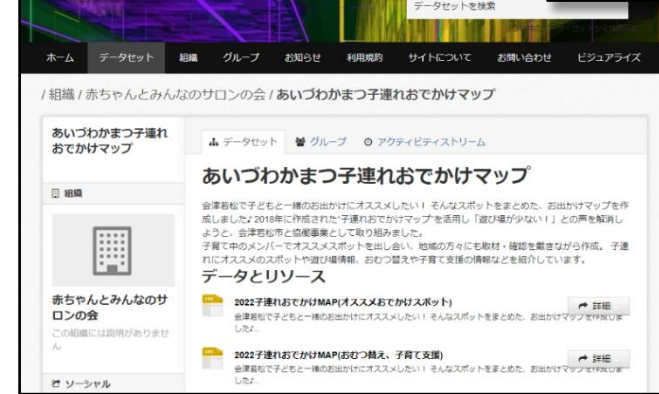 データセットを検索
ホーム データセット 組織 グループ お知らせ 利用規約 サイトについて お問い合わせ ビジュアライズ
/ 組織 / 赤ちゃんとみんなのサロンの会 / あいづわかまつ子連れおでかけマップ
あいづわかまつ子連れ
おでかけマップ
組織
赤ちゃんとみんなのサ
ロンの会
この組織には説明がありませ
ん
ソーシャル
データセット グループ アクティビティストリーム
あいづわかまつ子連れおでかけマップ
会津若松で子どもと一緒のお出かけにオススメしたい！ そんなスポットをまとめた、お出かけマップを作
成しました♪ 2018年に作成された"子連れおでかけマップ"を活用し「遊び場が少ない！」との声を解消し
ようと、会津若松市と協働事業として取り組みました。
子育て中のメンバーでオススメスポットを出し合い、地域の方々にも取材・確認を戴きながら作成。 子連
れにオススメのスポットや遊び場情報、おむつ替えや子育て支援の情報などを紹介しています。
データとリソース
2022子連れおでかけMAP(オススメおでかけスポット)
詳細
会津若松で子どもと一緒のお出かけにオススメしたい！ そんなスポットをまとめた、お出かけマップを作成しま
した♪...
2022子連れおでかけMAP(おむつ替え、子育て支援)
詳細
会津若松で子どもと一緒のお出かけにオススメしたい！ そんなスポットをまとめた、お出かけマップを作成しま
した♪...